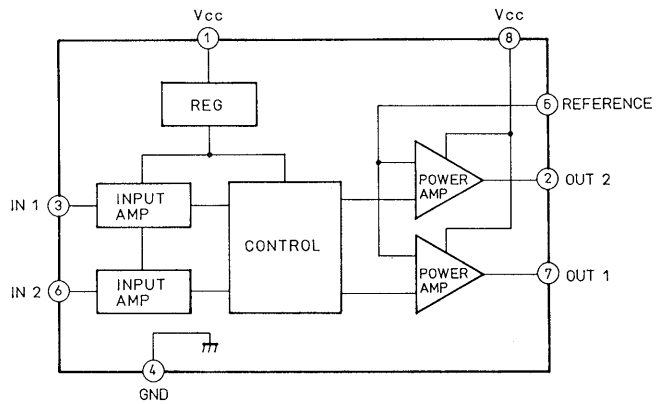 Vcc
Vcc
1
8
REG
5 REFERENCE
POWER
AMP
2 OUT 2
IN 1 3
INPUT
AMP
CONTROL
POWER
AMP
7 OUT 1
IN 2 6
INPUT
AMP
4
GND